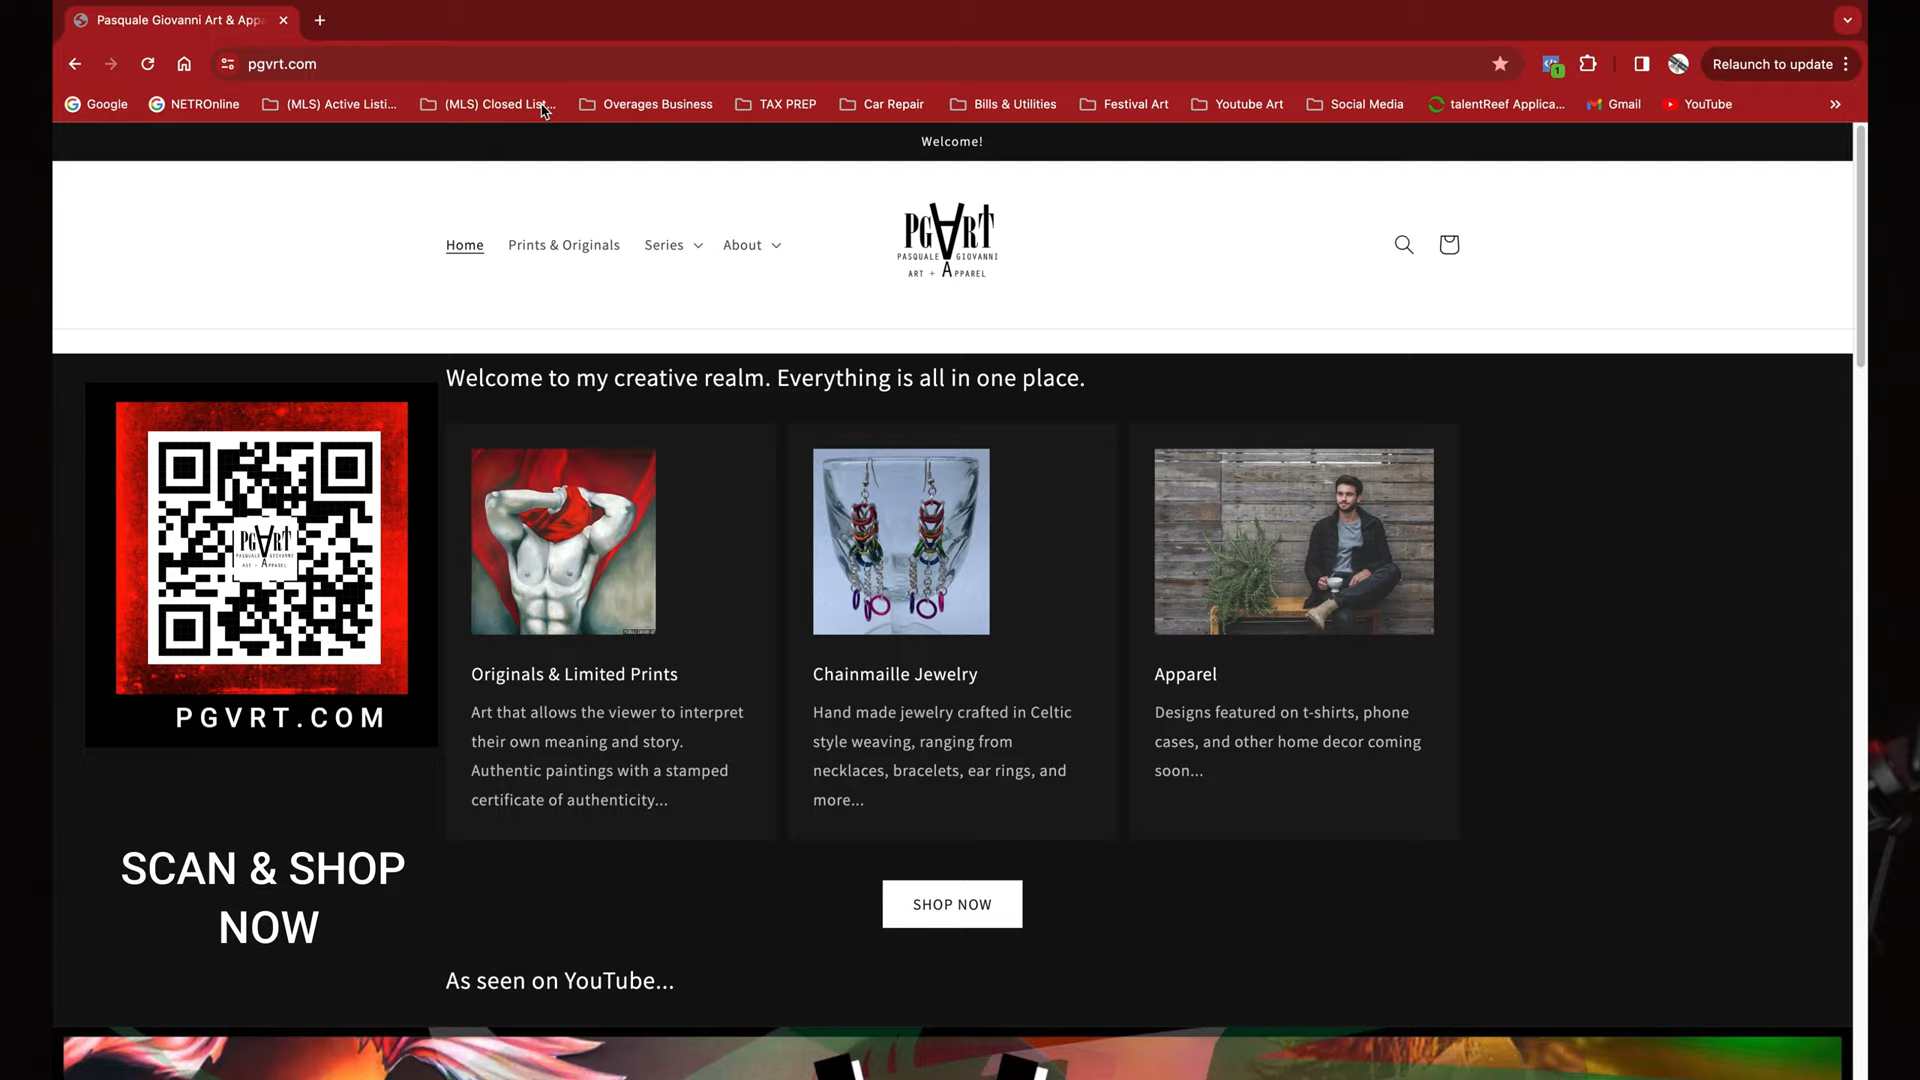 Pasquale Giovanni Art & Appa
pgvrt.com
Relaunch to update
Google
NETROnline
(MLS) Active Listi...
(MLS) Closed List...
Overages Business
TAX PREP
Car Repair
Bills & Utilities
Festival Art
Youtube Art
Social Media
talentReef Applica...
Gmail
YouTube
Welcome!
Home
Prints & Originals
Series
About
PGVRT
PASQUALE GIOVANNI
ART + APPAREL
Welcome to my creative realm. Everything is all in one place.
PGVRT
PASQUALE GIOVANNI
ART + APPAREL
PGVRT.COM
SCAN & SHOP
NOW
Originals & Limited Prints
Art that allows the viewer to interpret
their own meaning and story.
Authentic paintings with a stamped
certificate of authenticity...
Chainmaille Jewelry
Hand made jewelry crafted in Celtic
style weaving, ranging from
necklaces, bracelets, ear rings, and
more...
Apparel
Designs featured on t-shirts, phone
cases, and other home decor coming
soon...
SHOP NOW
As seen on YouTube...